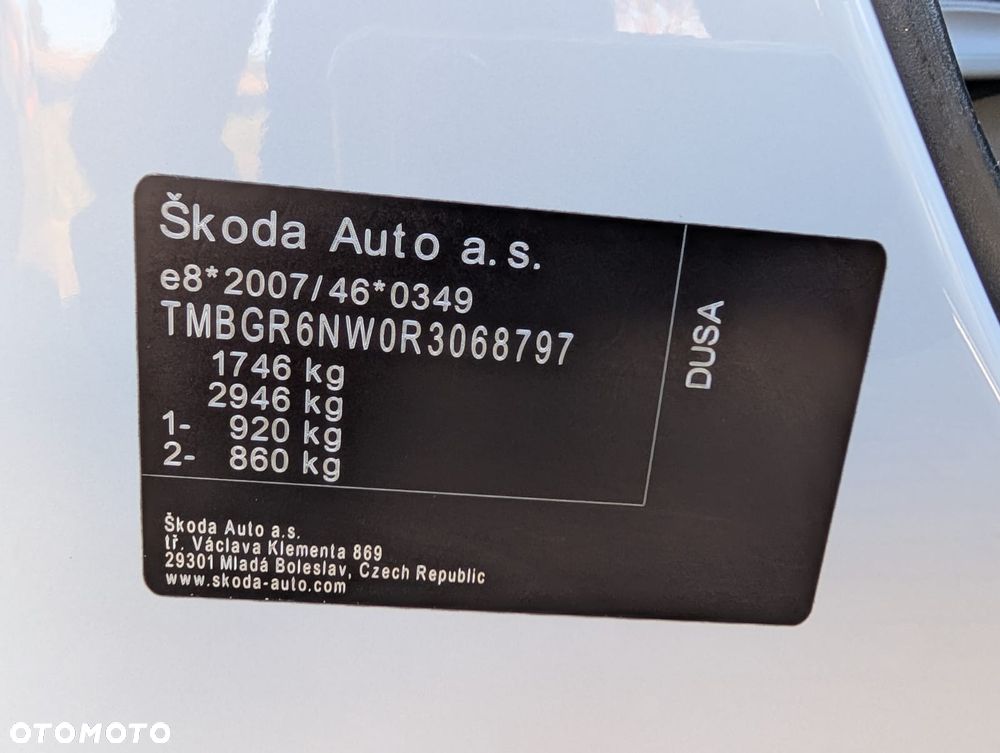 Škoda Auto a.s.
e8*2007/46*0349
TMBGR6NW0R3068797
1746 kg
2946 kg
1- 920 kg
2- 860 kg
DUSA
Škoda Auto a.s.
tř. Václava Klementa 869
29301 Mladá Boleslav, Czech Republic
www.skoda-auto.com
OTOMOTO